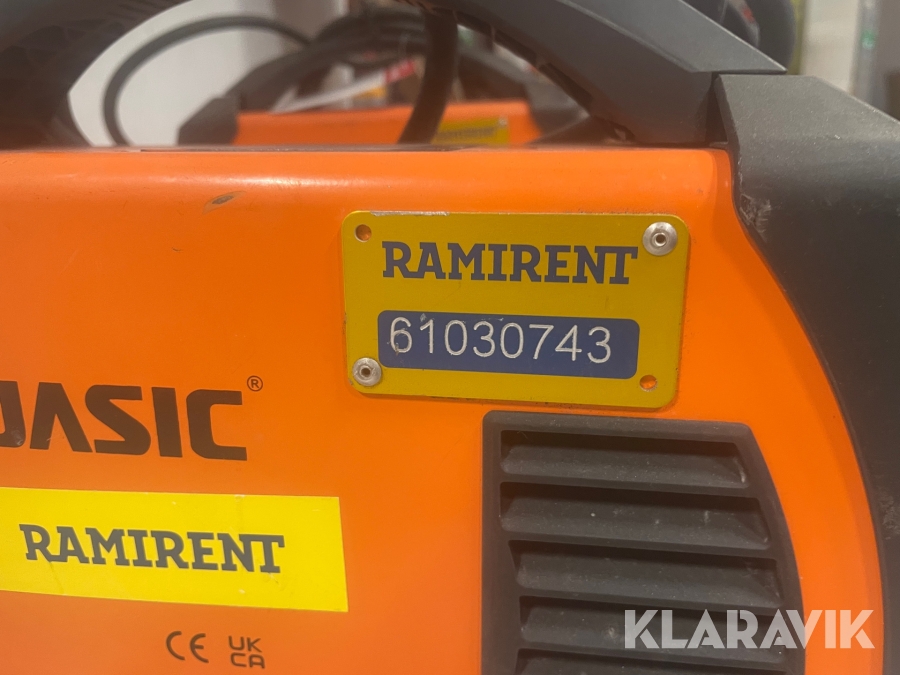 RAMIRENT
61030743
JASIC®
RAMIRENT
CE UK
CA
KLARAVIK